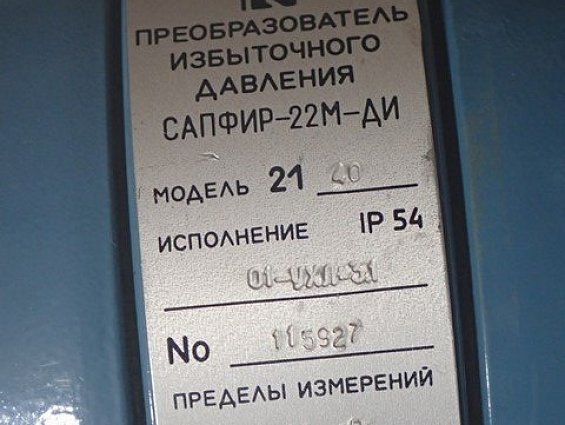 ПРЕОБРАЗОВАТЕЛЬ
ИЗБЫТОЧНОГО
ДАВЛЕНИЯ
САПФИР-22М-ДИ
МОДЕЛЬ 21 40
ИСПОЛНЕНИЕ IP 54
01-УХЛ-3.1
No 115927
ПРЕДЕЛЫ ИЗМЕРЕНИЙ